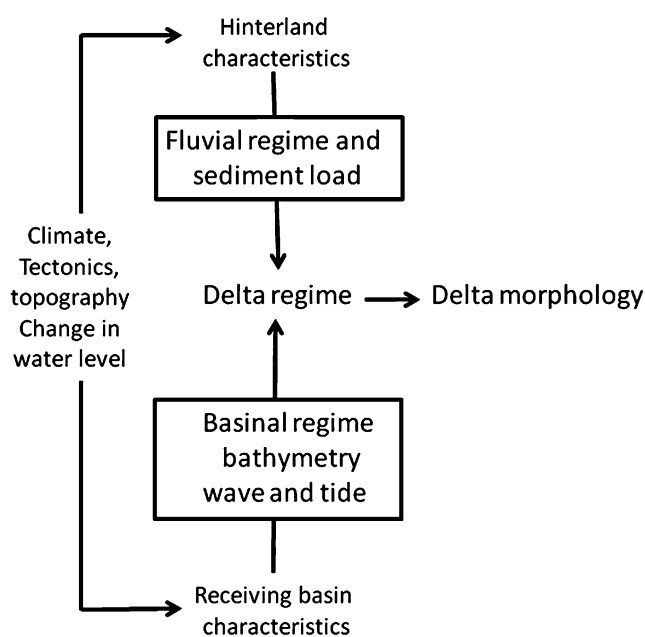 Hinterland
characteristics
Fluvial regime and
sediment load
Climate,
Tectonics,
topography
Change in
water level
Delta regime
Delta morphology
Basinal regime
bathymetry
wave and tide
Receiving basin
characteristics